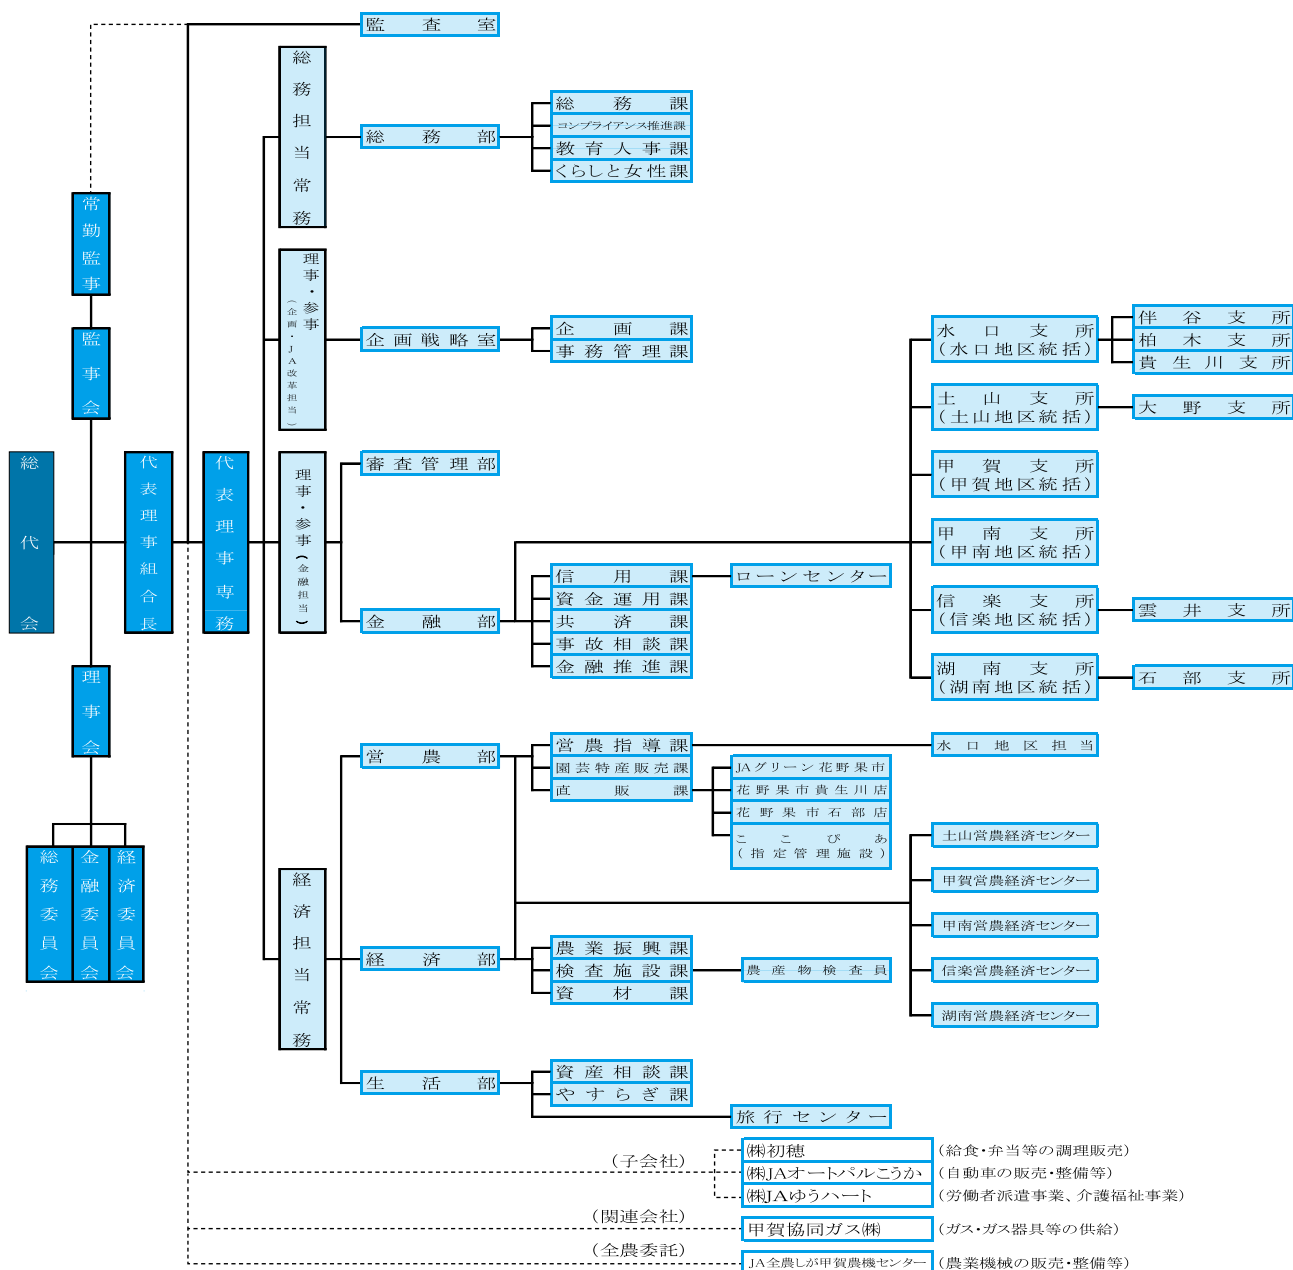 監査室
総務担当常務
総務部
総務課
コンプライアンス推進課
教育人事課
くらしと女性課
常勤監事
監事会
理事・参事
(企画・JA改革担当)
企画戦略室
企画課
事務管理課
水口支所
(水口地区統括)
伴谷支所
柏木支所
貴生川支所
土山支所
(土山地区統括)
大野支所
総代会
代表理事組合長
代表理事専務
理事・参事(金融担当)
審査管理部
甲賀支所
(甲賀地区統括)
甲南支所
(甲南地区統括)
金融部
信用課
ローンセンター
資金運用課
共済課
事故相談課
金融推進課
信楽支所
(信楽地区統括)
雲井支所
湖南支所
(湖南地区統括)
石部支所
理事会
総務委員会
金融委員会
経済委員会
経済担当常務
営農部
営農指導課
園芸特産販売課
直販課
水口地区担当
JAグリーン花野果市
花野果市貴生川店
花野果市石部店
ここぴあ
(指定管理施設)
土山営農経済センター
甲賀営農経済センター
甲南営農経済センター
信楽営農経済センター
湖南営農経済センター
経済部
農業振興課
検査施設課
資材課
農産物検査員
生活部
資産相談課
やすらぎ課
旅行センター
(子会社)
㈱初穂
(給食・弁当等の調理販売)
㈱JAオートパルこうか
(自動車の販売・整備等)
㈱JAゆうハート
(労働者派遣事業、介護福祉事業)
(関連会社)
甲賀協同ガス㈱
(ガス・ガス器具等の供給)
(全農委託)
JA全農しが甲賀農機センター
(農業機械の販売・整備等)